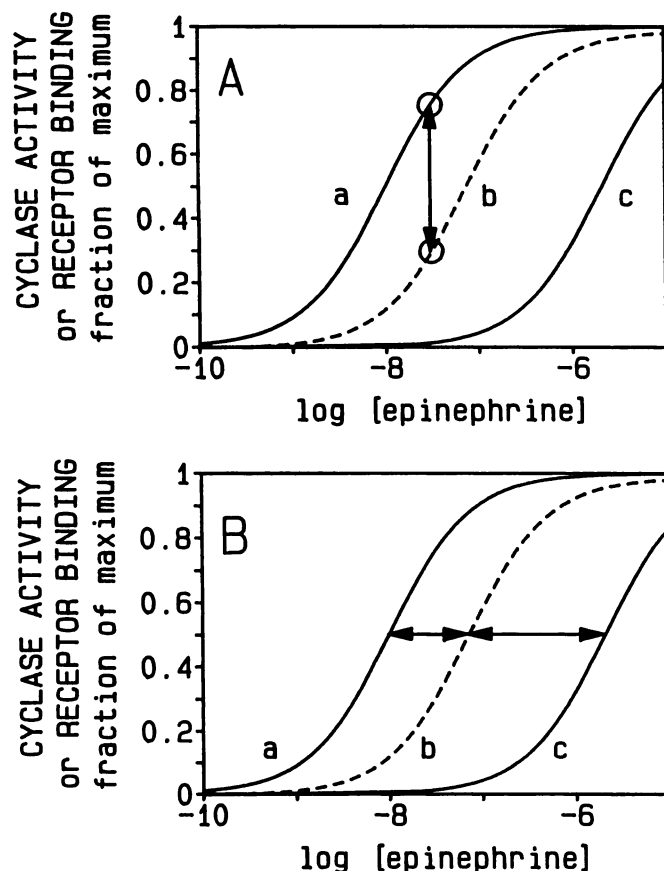 CYCLASE ACTIVITY
or RECEPTOR BINDING
fraction of maximum
A
1
0.8
0.6
0.4
0.2
0
a
b
c
-10
-8
-6
log [epinephrine]
CYCLASE ACTIVITY
or RECEPTOR BINDING
fraction of maximum
B
1
0.8
0.6
0.4
0.2
0
a
b
c
-10
-8
-6
log [epinephrine]